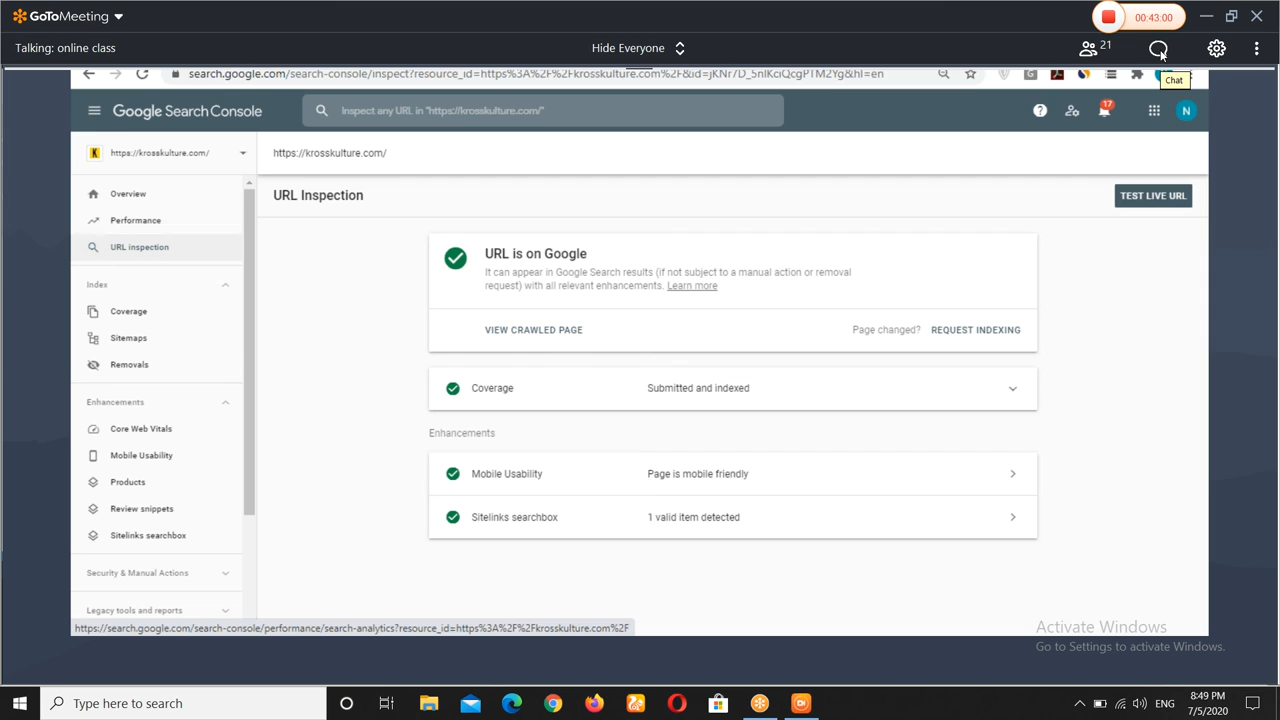 GoToMeeting
00:43:00
Talking: online class
Hide Everyone
21
Chat
search.google.com/search-console/inspect?resource_id=https%3A%2F%2Fkrosskulture.com%2F&id=jKNr7D_5nlKciQcgPTM2Yg&hl=en
Google Search Console
Inspect any URL in "https://krosskulture.com/"
17
N
K
https://krosskulture.com/
https://krosskulture.com/
Overview
Performance
URL inspection
Index
Coverage
Sitemaps
Removals
Enhancements
Core Web Vitals
Mobile Usability
Products
Review snippets
Sitelinks searchbox
Security & Manual Actions
Legacy tools and reports
URL Inspection
TEST LIVE URL
URL is on Google
It can appear in Google Search results (if not subject to a manual action or removal
request) with all relevant enhancements. Learn more
VIEW CRAWLED PAGE
Page changed? REQUEST INDEXING
Coverage Submitted and indexed
Enhancements
Mobile Usability Page is mobile friendly
Sitelinks searchbox 1 valid item detected
https://search.google.com/search-console/performance/search-analytics?resource_id=https%3A%2F%2Fkrosskulture.com%2F
Activate Windows
Go to Settings to activate Windows.
Type here to search
ENG
8:49 PM
7/5/2020